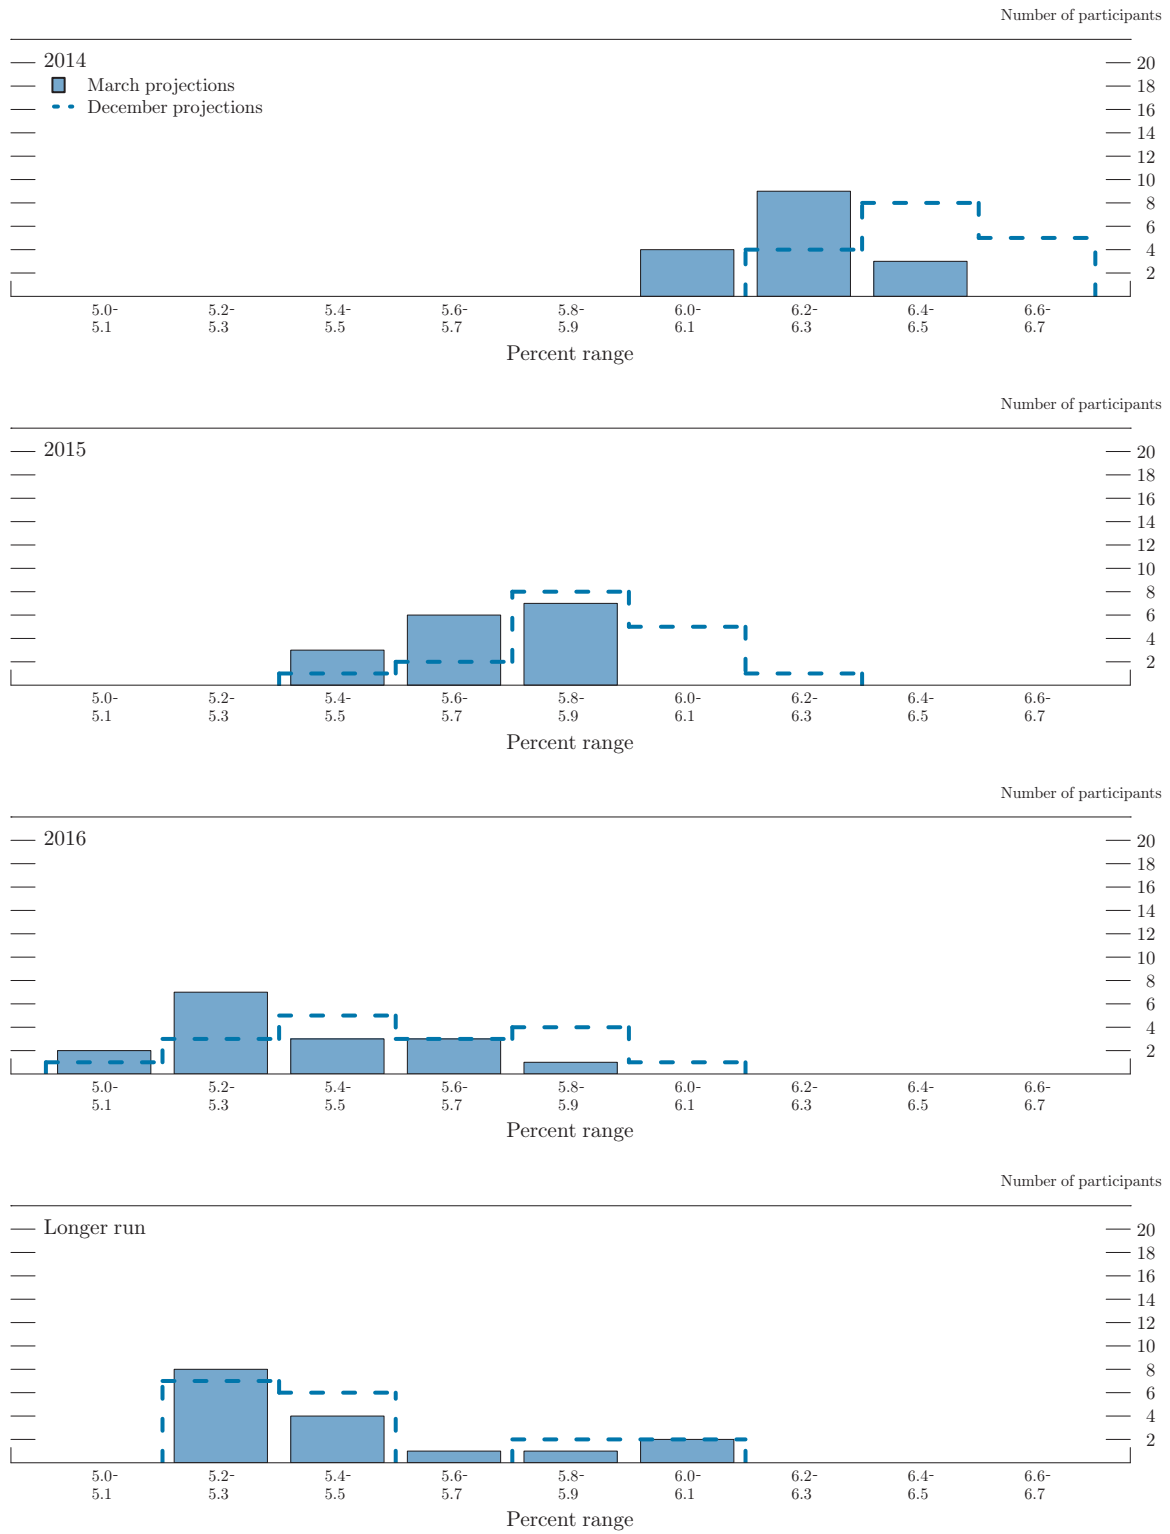 Number of participants
2014
March projections
December projections
20
18
16
14
12
10
8
6
4
2
5.0- 5.2- 5.4- 5.6- 5.8- 6.0- 6.2- 6.4- 6.6-
5.1 5.3 5.5 5.7 5.9 6.1 6.3 6.5 6.7
Percent range
Number of participants
2015
20
18
16
14
12
10
8
6
4
2
5.0- 5.2- 5.4- 5.6- 5.8- 6.0- 6.2- 6.4- 6.6-
5.1 5.3 5.5 5.7 5.9 6.1 6.3 6.5 6.7
Percent range
Number of participants
2016
20
18
16
14
12
10
8
6
4
2
5.0- 5.2- 5.4- 5.6- 5.8- 6.0- 6.2- 6.4- 6.6-
5.1 5.3 5.5 5.7 5.9 6.1 6.3 6.5 6.7
Percent range
Number of participants
Longer run
20
18
16
14
12
10
8
6
4
2
5.0- 5.2- 5.4- 5.6- 5.8- 6.0- 6.2- 6.4- 6.6-
5.1 5.3 5.5 5.7 5.9 6.1 6.3 6.5 6.7
Percent range